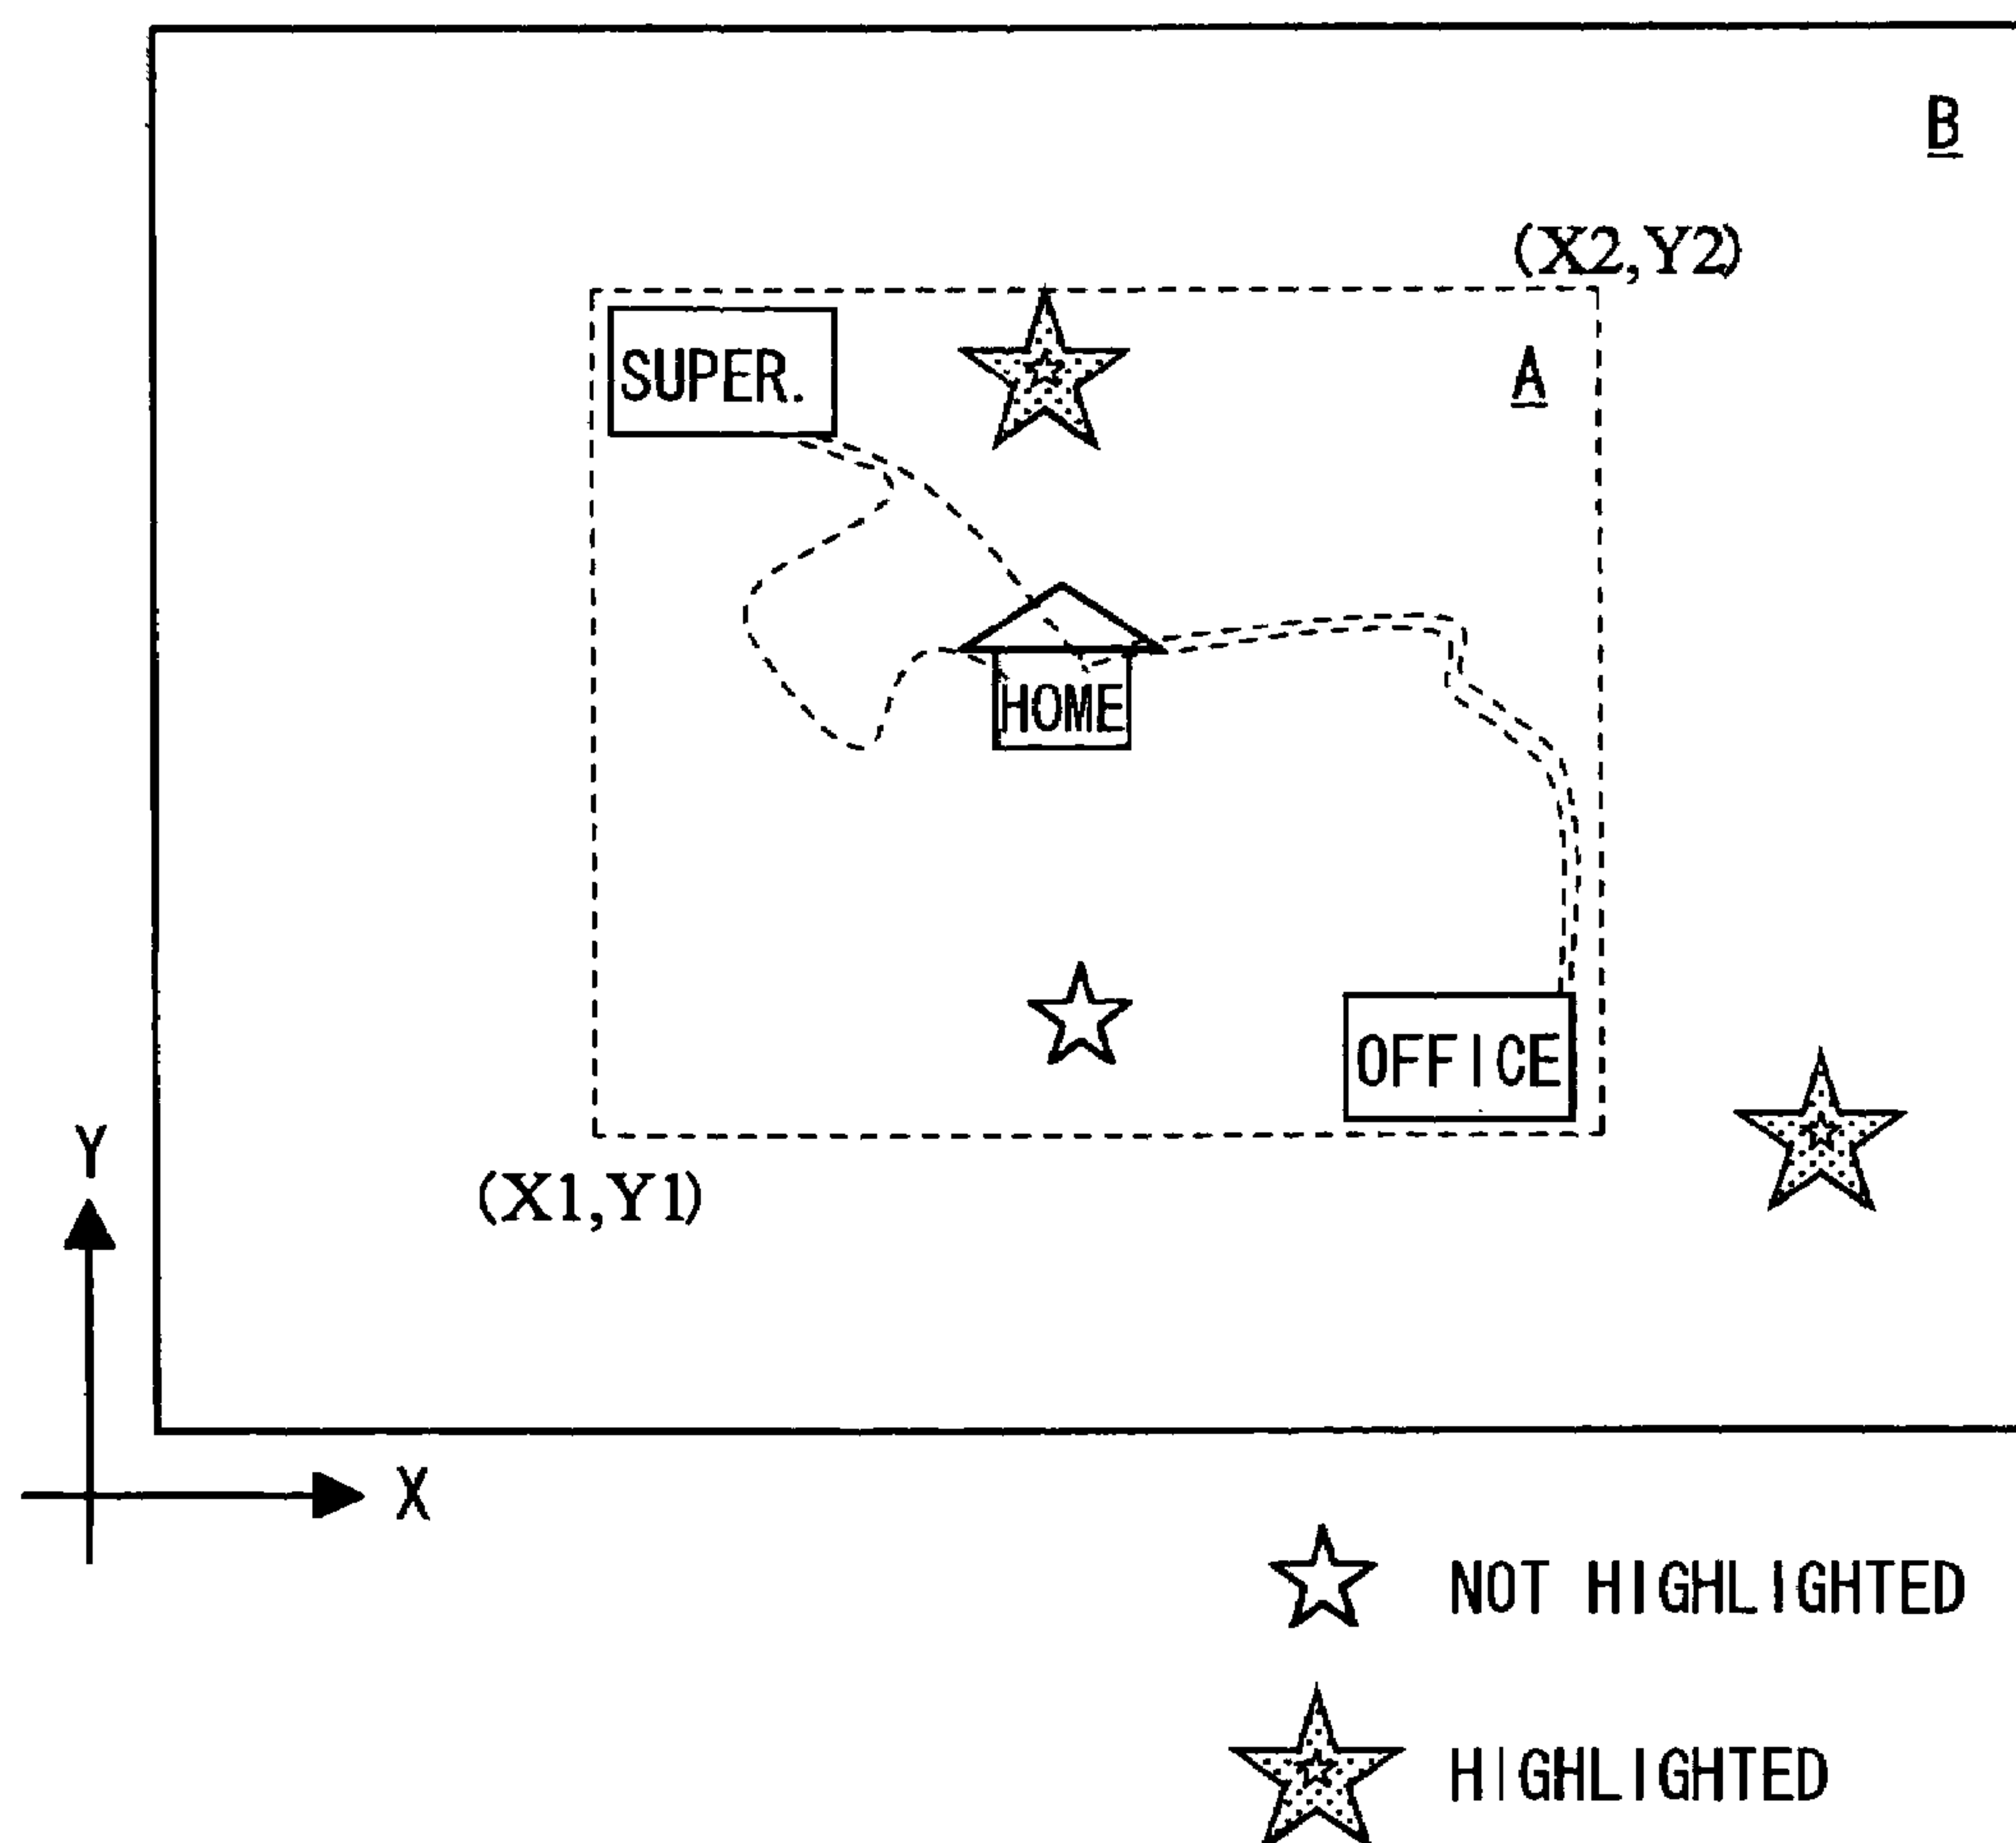 B
(X2,Y2)
SUPER.
A
HOME
OFFICE
Y
(X1,Y1)
X
NOT HIGHLIGHTED
HIGHLIGHTED